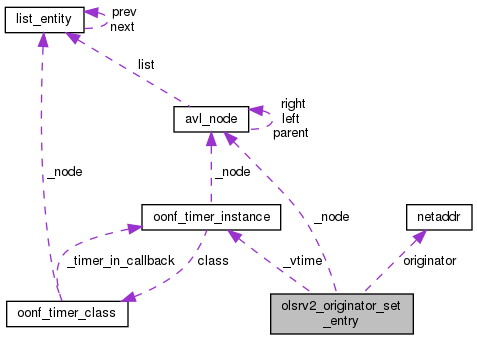 list_entity
prev
next
list
avl_node
right
left
parent
_node
_node
_node
oonf_timer_instance
netaddr
_timer_in_callback
class
_vtime
originator
oonf_timer_class
olsrv2_originator_set
_entry